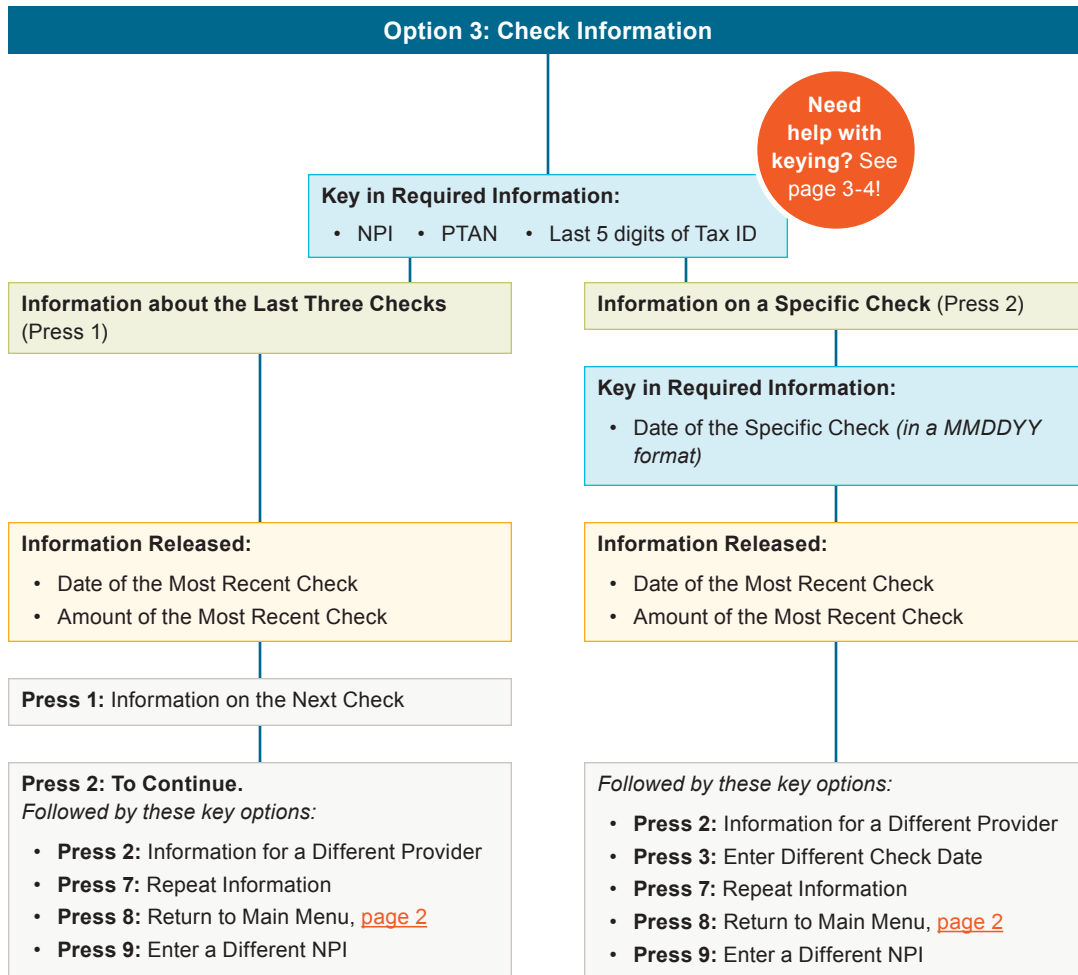 Option 3: Check Information
Need
help with
keying? See
page 3-4!
Key in Required Information:
• NPI • PTAN • Last 5 digits of Tax ID
Information about the Last Three Checks
(Press 1)
Information Released:
• Date of the Most Recent Check
• Amount of the Most Recent Check
Press 1: Information on the Next Check
Press 2: To Continue.
Followed by these key options:
• Press 2: Information for a Different Provider
• Press 7: Repeat Information
• Press 8: Return to Main Menu, page 2
• Press 9: Enter a Different NPI
Information on a Specific Check (Press 2)
Key in Required Information:
• Date of the Specific Check (in a MMDDYY
format)
Information Released:
• Date of the Most Recent Check
• Amount of the Most Recent Check
Followed by these key options:
• Press 2: Information for a Different Provider
• Press 3: Enter Different Check Date
• Press 7: Repeat Information
• Press 8: Return to Main Menu, page 2
• Press 9: Enter a Different NPI